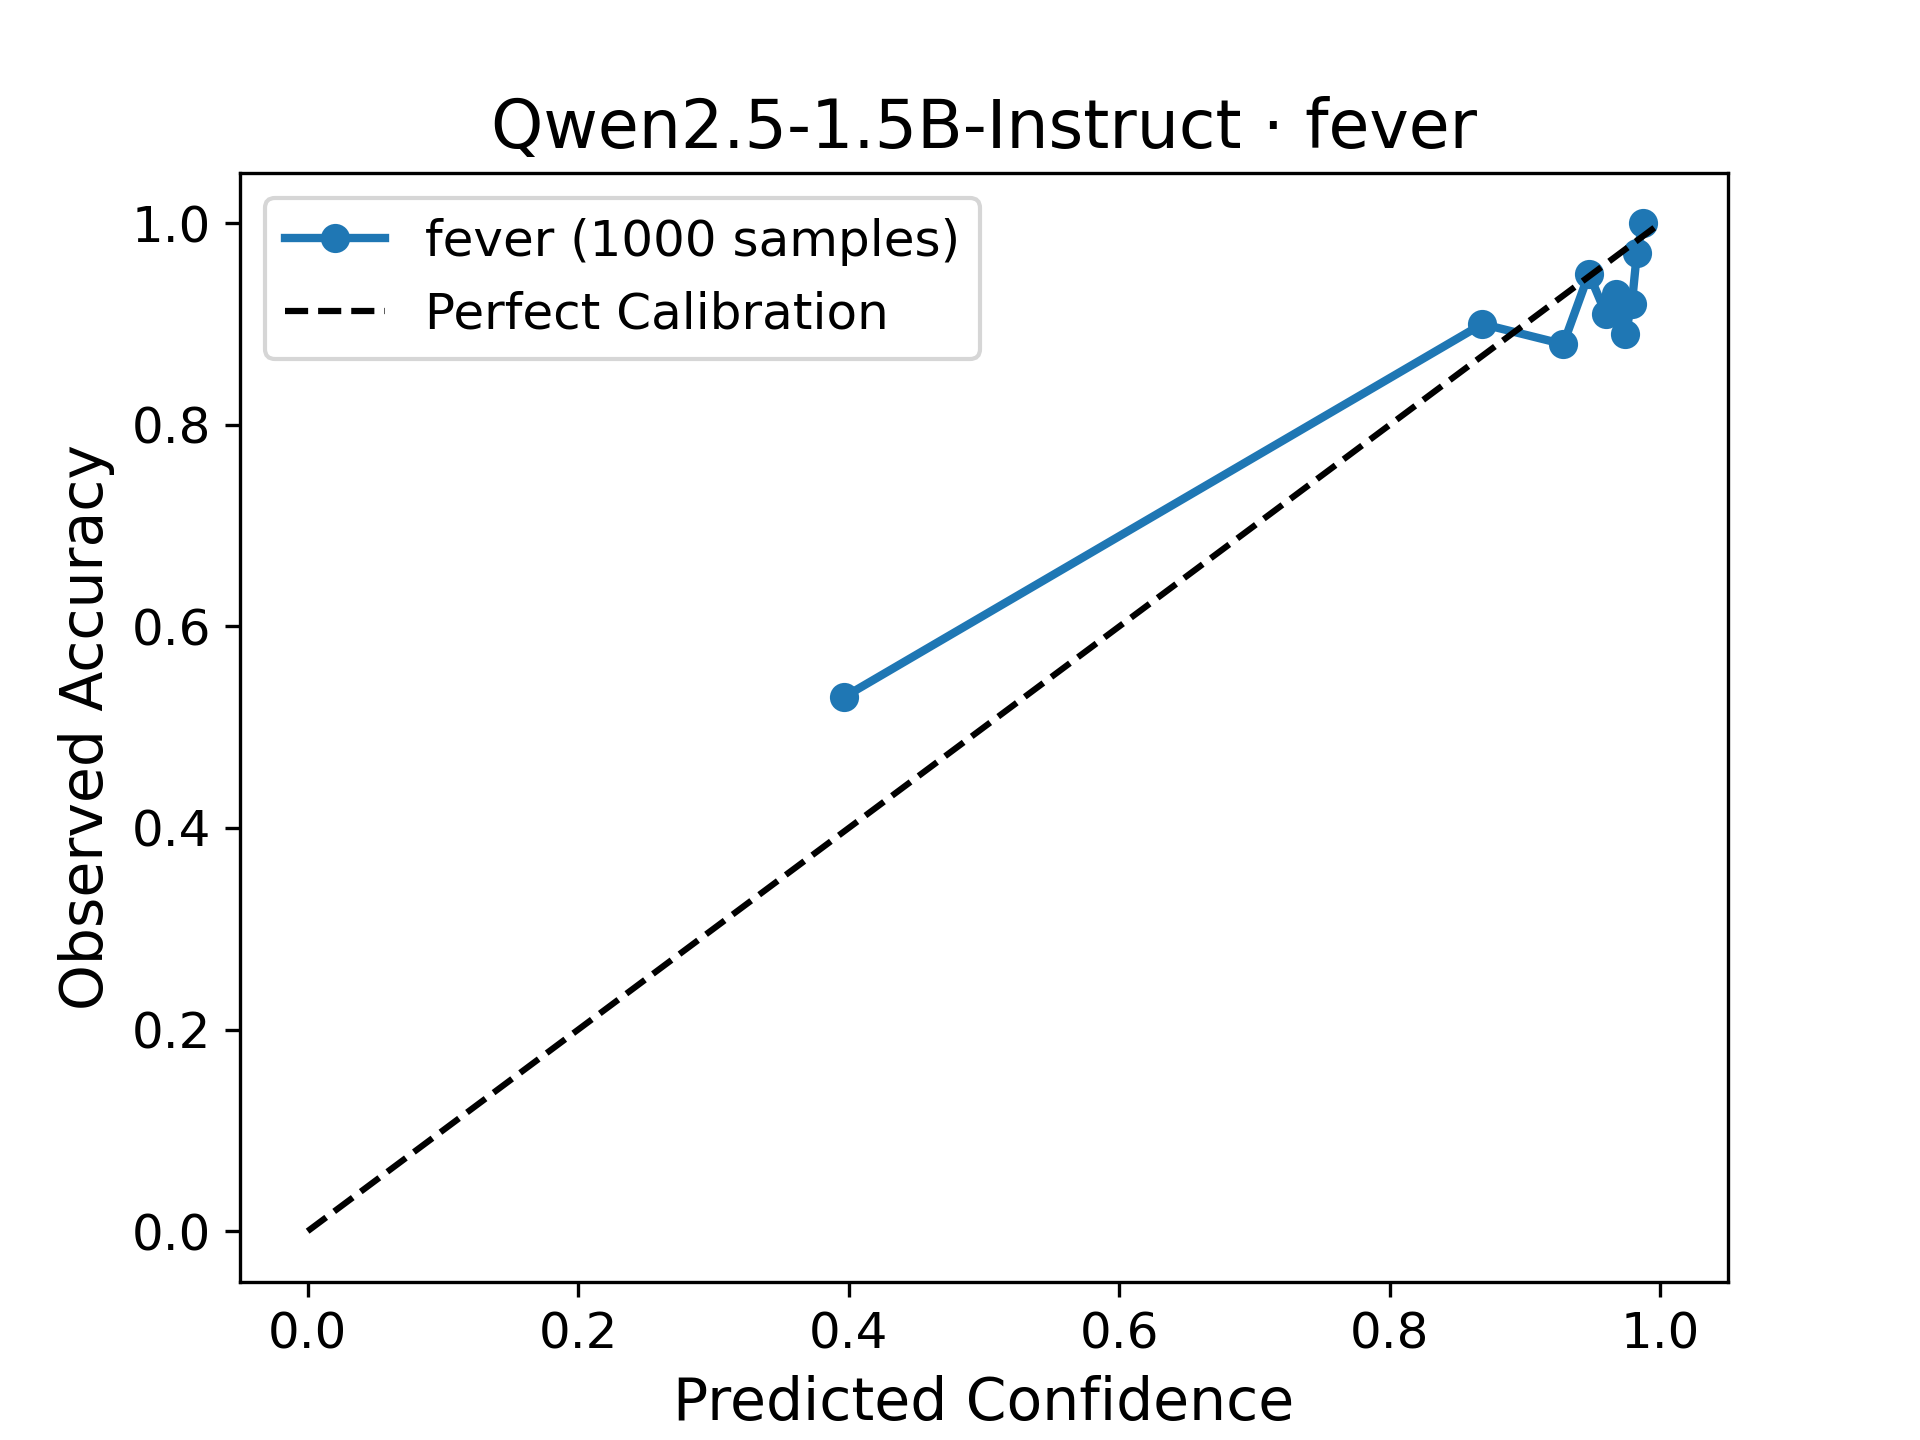 Qwen2.5-1.5B-Instruct · fever
fever (1000 samples)
Perfect Calibration
1.0
0.8
0.6
0.4
0.2
0.0
Observed Accuracy
0.0 0.2 0.4 0.6 0.8 1.0
Predicted Confidence